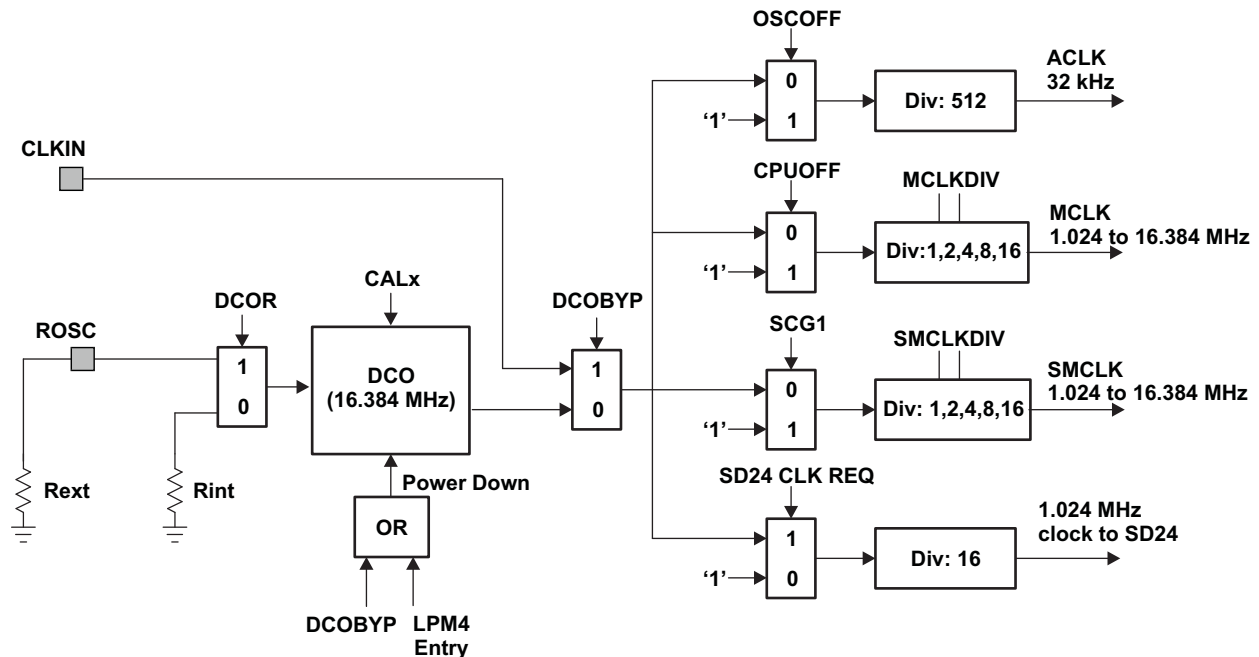 OSCOFF
0
1
‘1’
Div: 512
ACLK
32 kHz
CLKIN
CPUOFF
0
1
‘1’
MCLKDIV
Div:1,2,4,8,16
MCLK
1.024 to 16.384 MHz
ROSC
DCOR
1
0
CALx
DCO
(16.384 MHz)
DCOBYP
1
0
SCG1
0
1
‘1’
SMCLKDIV
Div: 1,2,4,8,16
SMCLK
1.024 to 16.384 MHz
Rext
Rint
Power Down
OR
DCOBYP
LPM4
Entry
SD24 CLK REQ
1
0
‘1’
Div: 16
1.024 MHz
clock to SD24